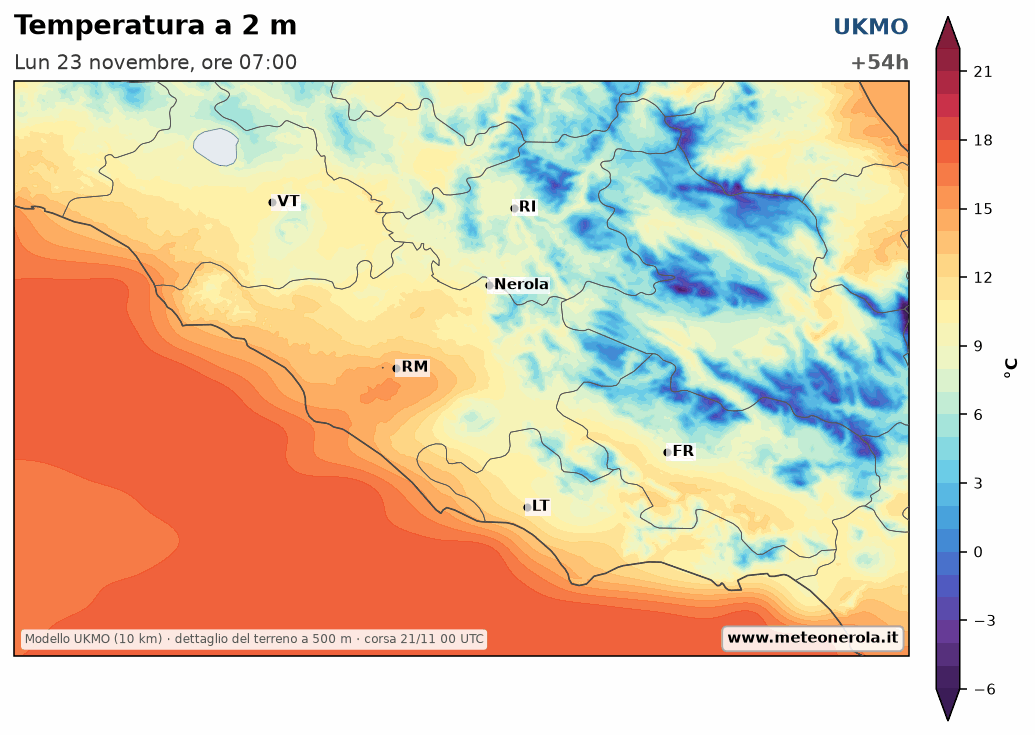 Temperatura a 2 m
UKMO
Lun 23 novembre, ore 07:00
+54h
21
18
15
12
9
6
3
0
−3
−6
°C
VT
RI
Nerola
RM
FR
LT
Modello UKMO (10 km) · dettaglio del terreno a 500 m · corsa 21/11 00 UTC
www.meteonerola.it